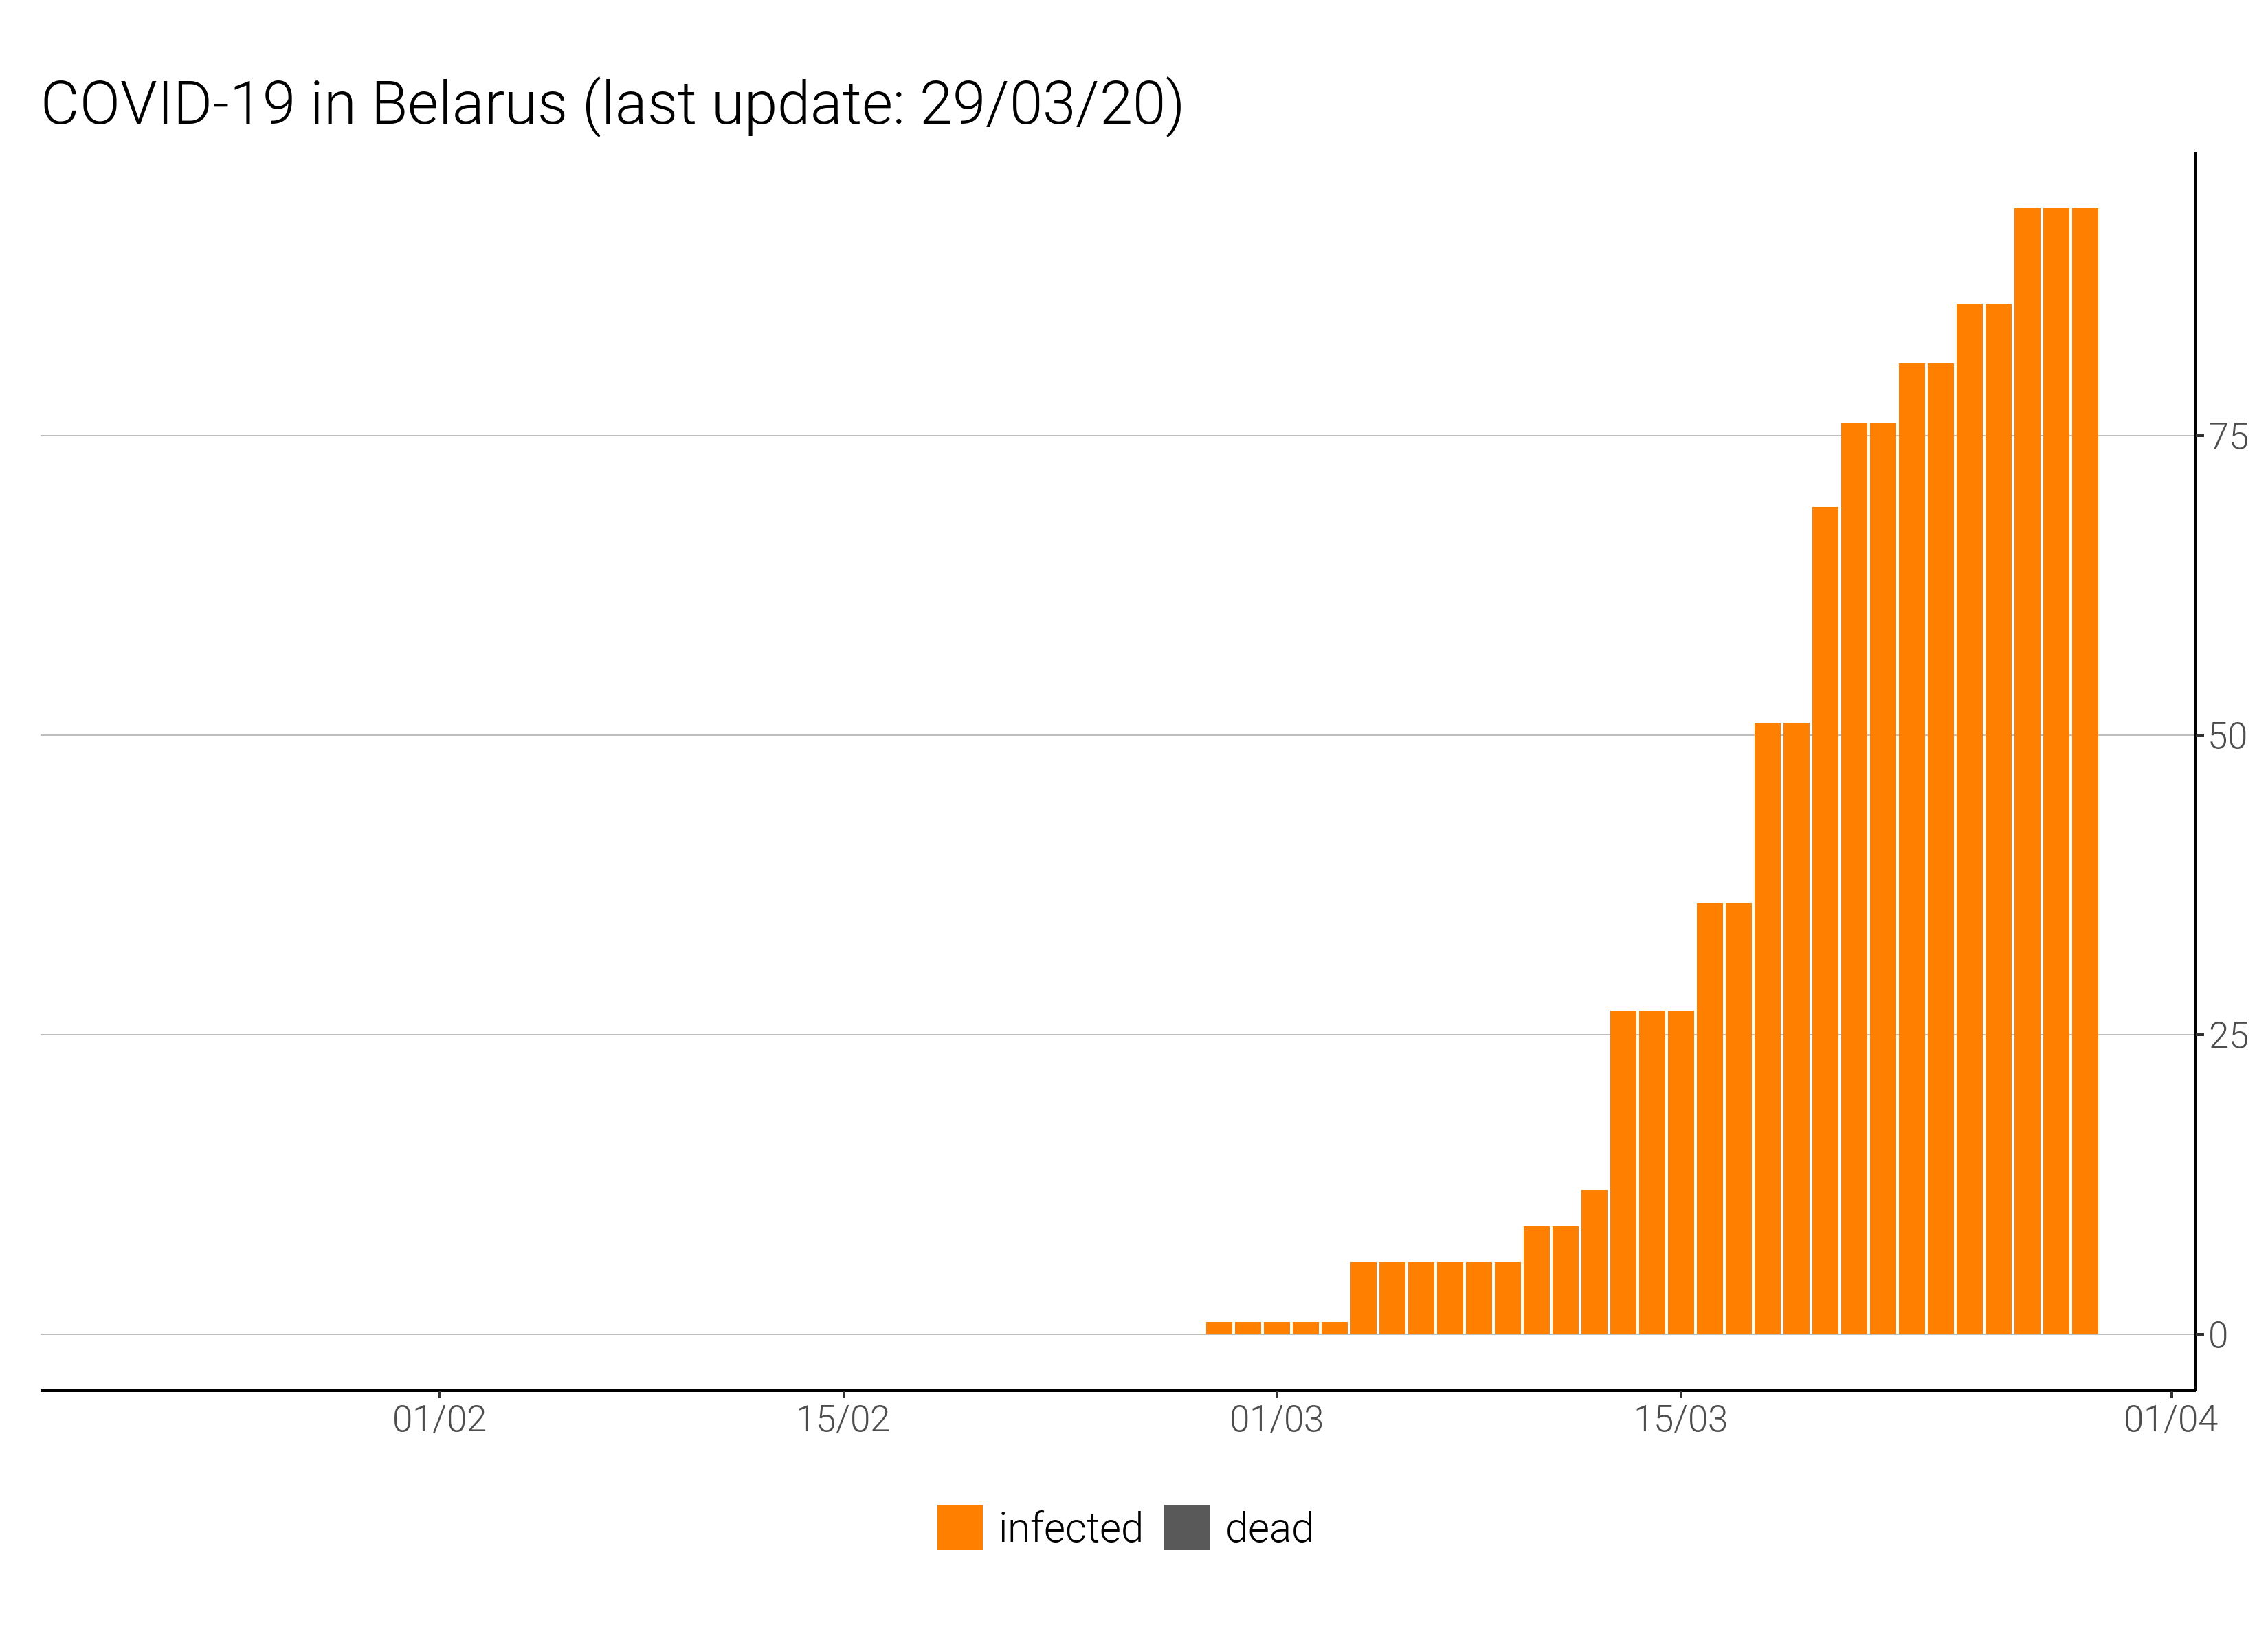 COVID-19 in Belarus (last update: 29/03/20)
75
50
25
0
01/02 15/02 01/03 15/03 01/04
infected dead